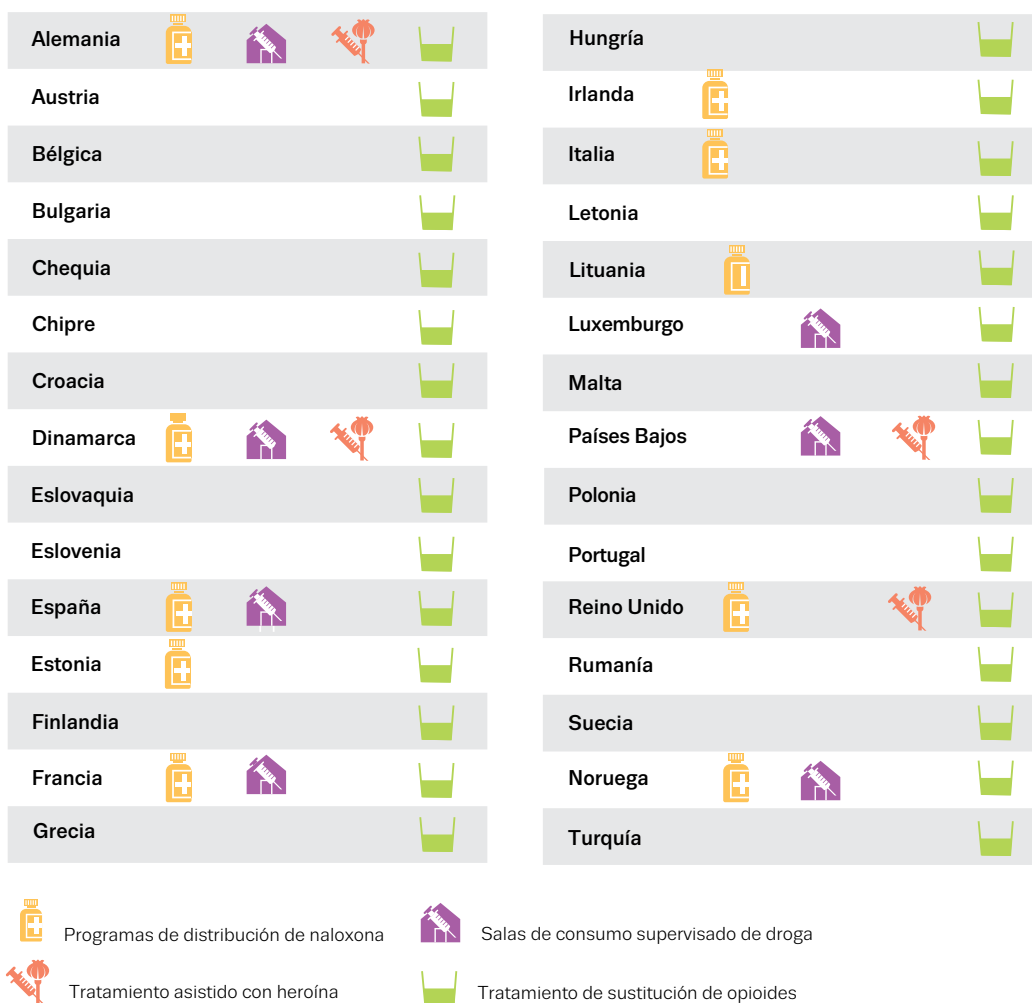 Alemania
Austria
Bélgica
Bulgaria
Chequia
Chipre
Croacia
Dinamarca
Eslovaquia
Eslovenia
España
Estonia
Finlandia
Francia
Grecia
Hungría
Irlanda
Italia
Letonia
Lituania
Luxemburgo
Malta
Países Bajos
Polonia
Portugal
Reino Unido
Rumanía
Suecia
Noruega
Turquía
Programas de distribución de naloxona
Salas de consumo supervisado de droga
Tratamiento asistido con heroína
Tratamiento de sustitución de opioides